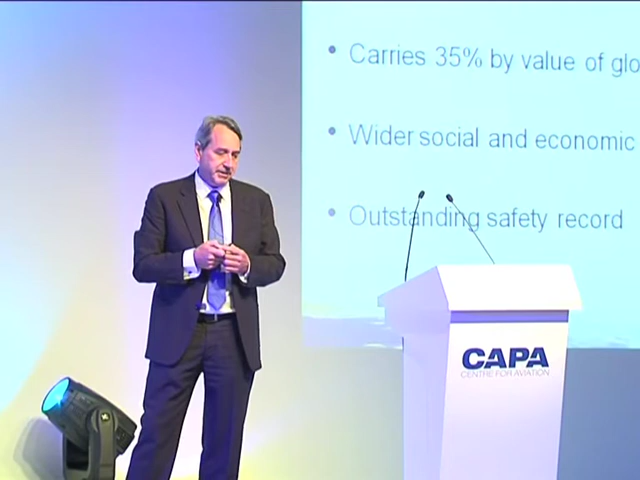 • Carries 35% by value of glo
• Wider social and economic
• Outstanding safety record
CAPA
CENTRE FOR AVIATION